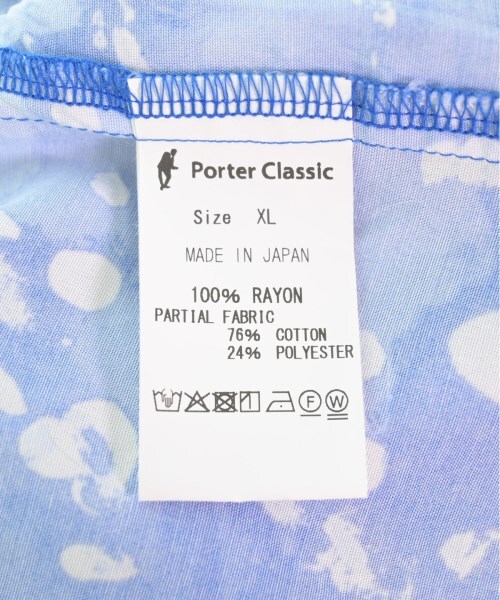 Porter Classic
Size XL
MADE IN JAPAN
100% RAYON
PARTIAL FABRIC
76% COTTON
24% POLYESTER
F W